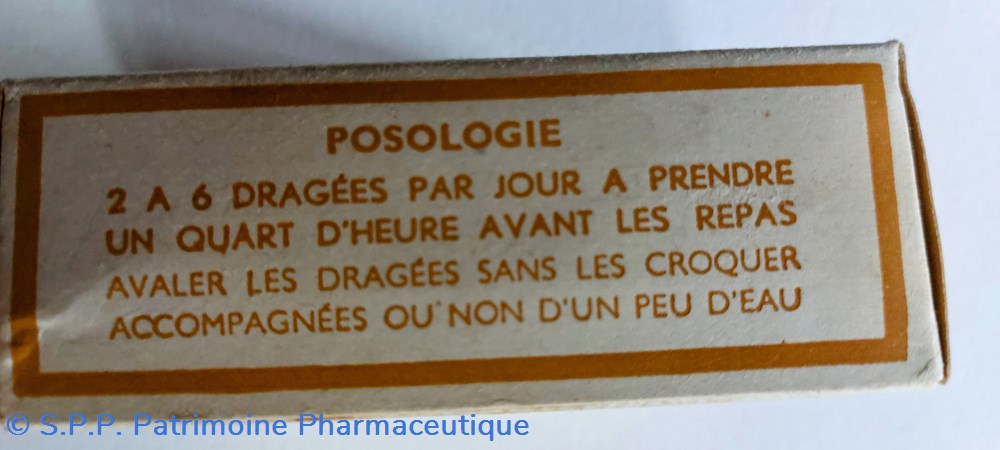 POSOLOGIE
2 A 6 DRAGÉES PAR JOUR A PRENDRE
UN QUART D'HEURE AVANT LES REPAS
AVALER LES DRAGÉES SANS LES CROQUER
ACCOMPAGNÉES OU NON D'UN PEU D'EAU
© S.P.P. Patrimoine Pharmaceutique